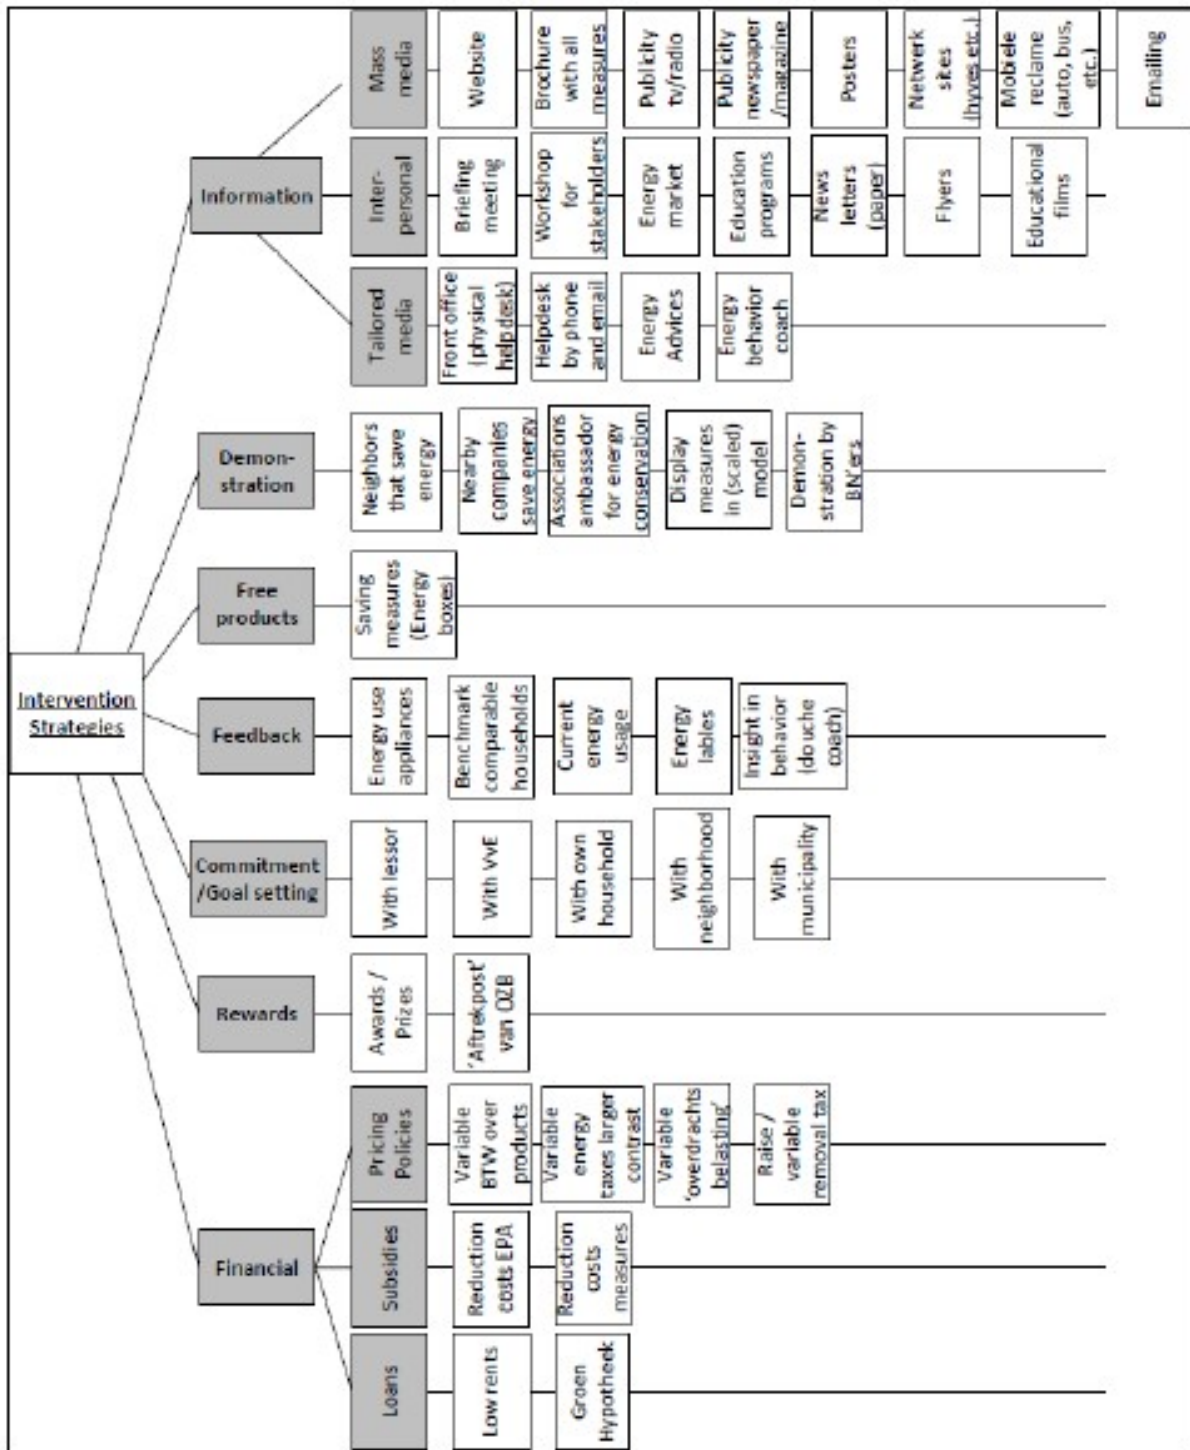 Intervention
Strategies
Information
Mass
media
Website
Brochure
with all
measures
Publicity
tv/radio
Publicity
newspaper
/magazine
Posters
Netwerk
sites
(hyves etc.)
Mobiele
reclame
(auto, bus,
etc.)
Emailing
Inter-
personal
Briefing
meeting
Workshop
for
stakeholders
Energy
market
Education
programs
News
letters
(paper)
Flyers
Educational
films
Tailored
media
Front office
(physical
helpdesk)
Helpdesk
by phone
and email
Energy
Advices
Energy
behavior
coach
Demon-
stration
Neighbors
that save
energy
Nearby
companies
save energy
Associations
ambassador
for energy
conservation
Display
measures
in (scaled)
model
Demon-
stration by
BN'ers
Free
products
Saving
measures
(Energy
boxes)
Feedback
Energy use
appliances
Benchmark
comparable
households
Current
energy
usage
Energy
lables
Insight in
behavior
(douche
coach)
Commitment
/Goal setting
With lessor
With VvE
With own
household
With
neighborhood
With
municipality
Rewards
Awards /
Prizes
'Aftrekpost'
van OZB
Financial
Pricing
Policies
Variable
BTW over
products
Variable
energy
taxes larger
contrast
Variable
'overdrachts
belasting'
Raise /
variable
removal tax
Subsidies
Reduction
costs EPA
Reduction
costs
measures
Loans
Low rents
Groen
Hypotheek